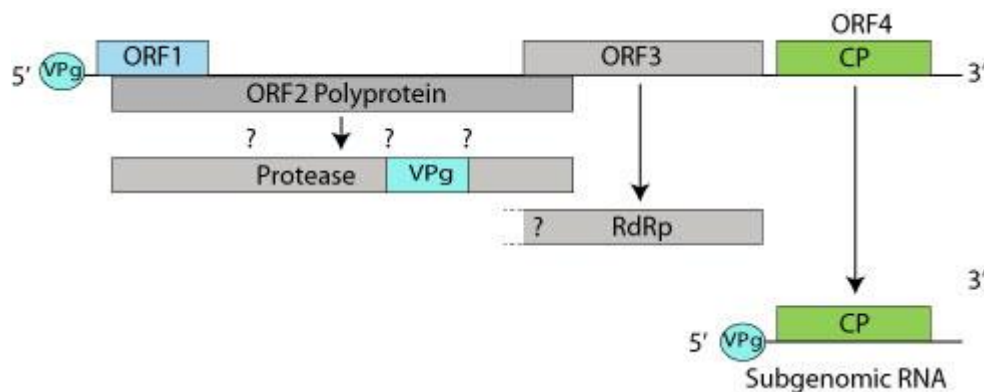 ORF4
5′ VPg ORF1 ORF3 CP 3′
ORF2 Polyprotein
? ? ?
Protease VPg
? RdRp
3′
CP
5′ VPg
Subgenomic RNA